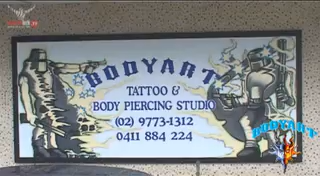 BODYART
TATTOO &
BODY PIERCING STUDIO
(02) 9773-1312
0411 884 224
BODYART